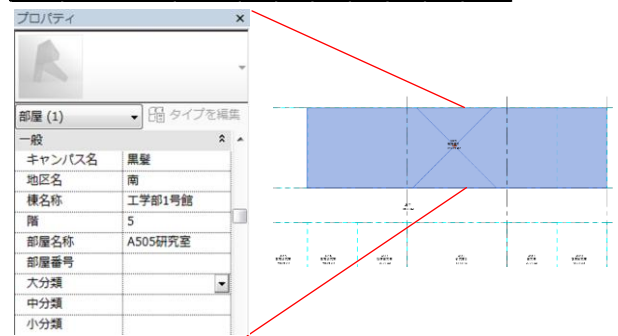 プロパティ
部屋 (1)
タイプを編集
一般
キャンパス名 黒髪
地区名 南
棟名称 工学部1号館
階 5
部屋名称 A505研究室
部屋番号
大分類
中分類
小分類